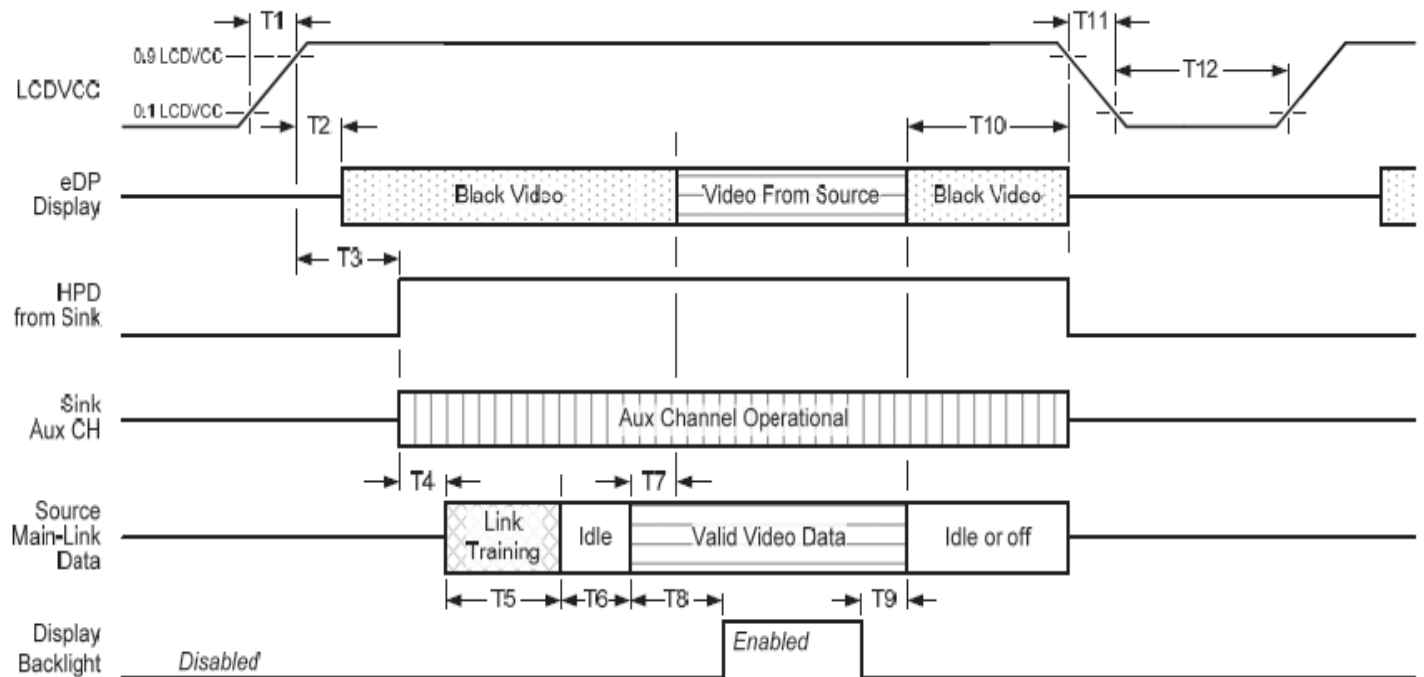 T1
T11
0.9 LCDVCC
T12
LCDVCC
0.1 LCDVCC
T2
T10
eDP
Display
Black Video
Video From Source
Black Video
T3
HPD
from Sink
Sink
Aux CH
Aux Channel Operational
T4
T7
Source
Main-Link
Data
Link
Training
Idle
Valid Video Data
Idle or off
T5
T6
T8
T9
Display
Backlight
Disabled
Enabled